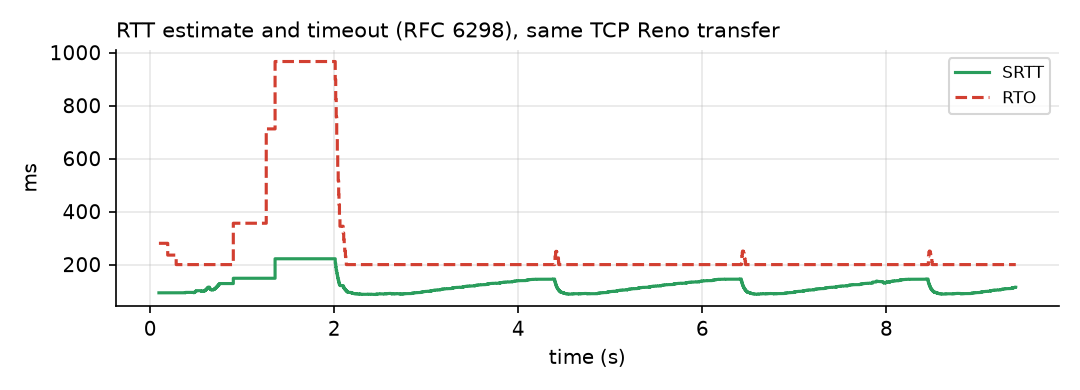 RTT estimate and timeout (RFC 6298), same TCP Reno transfer
1000
800
600
400
200
ms
SRTT
RTO
0 2 4 6 8
time (s)